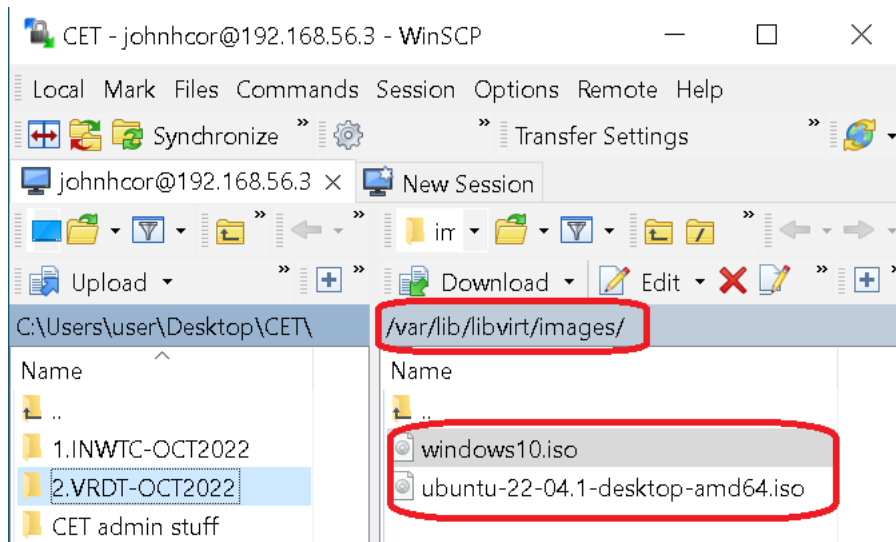 CET - johnhcor@192.168.56.3 - WinSCP
Local Mark Files Commands Session Options Remote Help
Synchronize » » Transfer Settings »
johnhcor@192.168.56.3 × New Session
» » im »
Upload » » Download Edit » »
C:\Users\user\Desktop\CET\ /var/lib/libvirt/images/
Name Name
.. ..
1.INWTC-OCT2022 windows10.iso
2.VRDT-OCT2022 ubuntu-22-04.1-desktop-amd64.iso
CET admin stuff